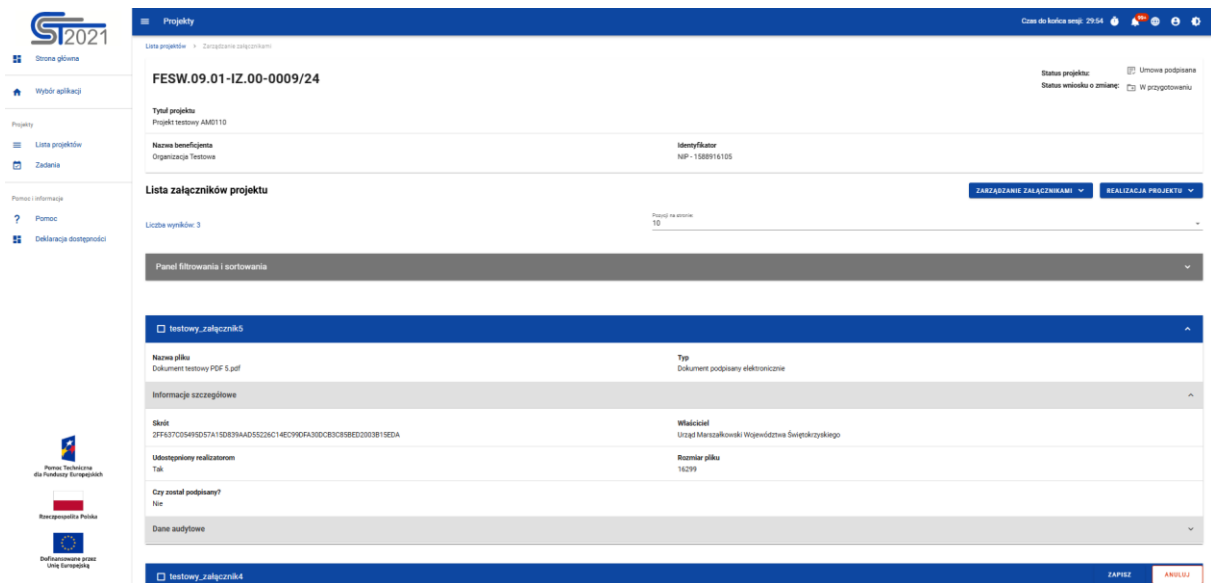 CST2021
Projekty
Czas do końca sesji: 29:54
99+
Lista projektów > Zarządzanie załącznikami
Strona główna
Wybór aplikacji
Projekty
Lista projektów
Zadania
Pomoc i informacje
Pomoc
Deklaracja dostępności
Pomoc Techniczna
dla Funduszy Europejskich
Rzeczpospolita Polska
Dofinansowane przez
Unię Europejską
FESW.09.01-IZ.00-0009/24
Status projektu: Umowa podpisana
Status wniosku o zmianę: W przygotowaniu
Tytuł projektu
Projekt testowy AM0110
Nazwa beneficjenta
Organizacja Testowa
Identyfikator
NIP - 1588916105
Lista załączników projektu
ZARZĄDZANIE ZAŁĄCZNIKAMI
REALIZACJA PROJEKTU
Liczba wyników: 3
Pozycji na stronie:
10
Panel filtrowania i sortowania
testowy_załącznik5
Nazwa pliku
Dokument testowy PDF 5.pdf
Typ
Dokument podpisany elektronicznie
Informacje szczegółowe
Skrót
2FF637C05495D57A15D839AAD55226C14EC99DFA30DCB3C85BED2003B15EDA
Właściciel
Urząd Marszałkowski Województwa Świętokrzyskiego
Udostępniony realizatorom
Tak
Rozmiar pliku
16299
Czy został podpisany?
Nie
Dane audytowe
testowy_załącznik4
ZAPISZ
ANULUJ